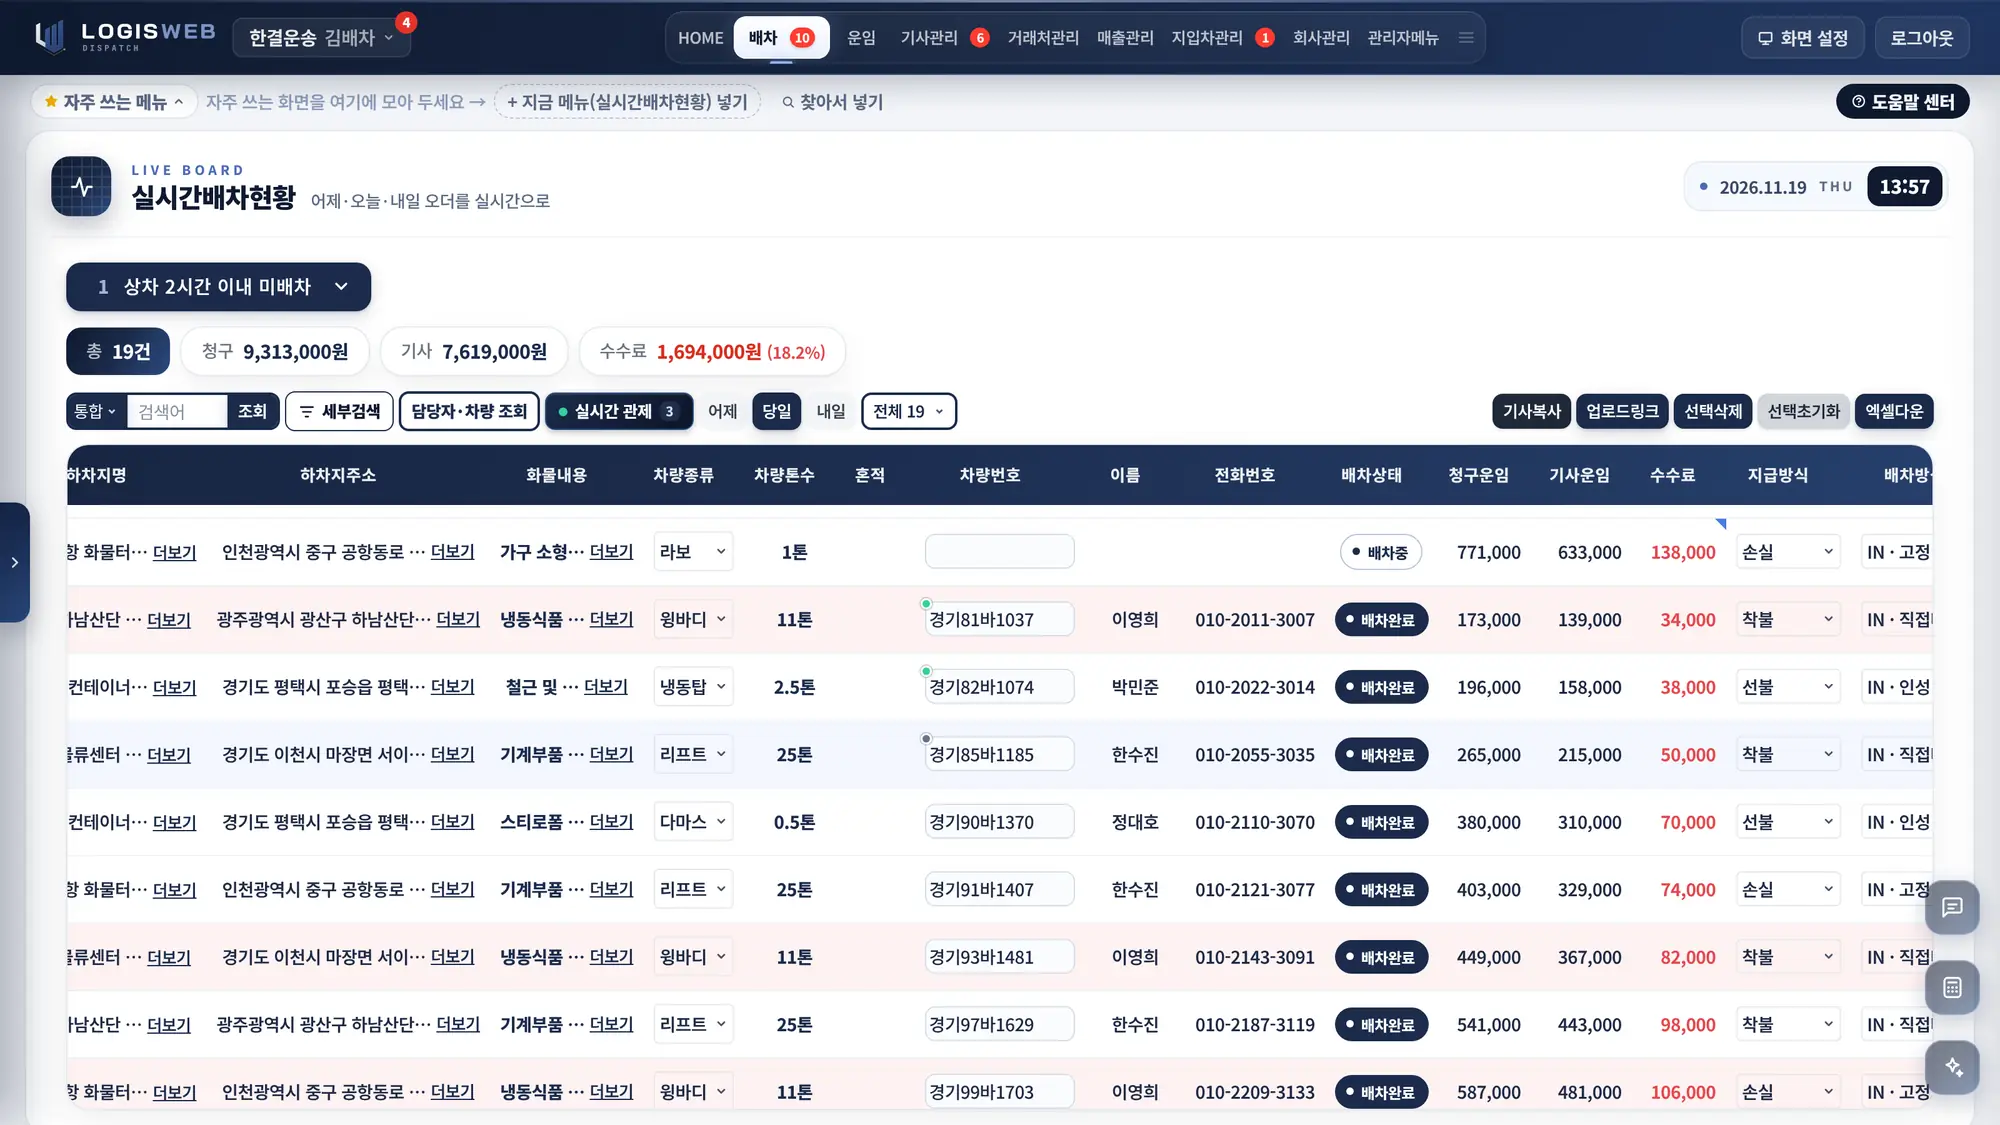 LOGISWEB
DISPATCH
한결운송 김배차 4
HOME 배차 10 운임 기사관리 6 거래처관리 매출관리 지입차관리 1 회사관리 관리자메뉴
화면 설정 로그아웃
자주 쓰는 메뉴 자주 쓰는 화면을 여기에 모아 두세요 → + 지금 메뉴(실시간배차현황) 넣기 찾아서 넣기 도움말 센터
LIVE BOARD
실시간배차현황 어제·오늘·내일 오더를 실시간으로
2026.11.19 THU 13:57
1 상차 2시간 이내 미배차
총 19건 청구 9,313,000원 기사 7,619,000원 수수료 1,694,000원 (18.2%)
통합 검색어 조회 세부검색 담당자·차량 조회 실시간 관제 3 어제 당일 내일 전체 19 기사복사 업로드링크 선택삭제 선택초기화 엑셀다운
하차지명 하차지주소 화물내용 차량종류 차량톤수 혼적 차량번호 이름 전화번호 배차상태 청구운임 기사운임 수수료 지급방식 배차방
항 화물터··· 더보기 인천광역시 중구 공항동로 ··· 더보기 가구 소형··· 더보기 라보 1톤 배차중 771,000 633,000 138,000 손실 IN · 고정
하남산단 ··· 더보기 광주광역시 광산구 하남산단··· 더보기 냉동식품 ··· 더보기 윙바디 11톤 경기81바1037 이영희 010-2011-3007 배차완료 173,000 139,000 34,000 착불 IN · 직접
컨테이너··· 더보기 경기도 평택시 포승읍 평택··· 더보기 철근 및 ··· 더보기 냉동탑 2.5톤 경기82바1074 박민준 010-2022-3014 배차완료 196,000 158,000 38,000 선불 IN · 인성
물류센터 ··· 더보기 경기도 이천시 마장면 서이··· 더보기 기계부품 ··· 더보기 리프트 25톤 경기85바1185 한수진 010-2055-3035 배차완료 265,000 215,000 50,000 착불 IN · 직접
컨테이너··· 더보기 경기도 평택시 포승읍 평택··· 더보기 스티로폼 ··· 더보기 다마스 0.5톤 경기90바1370 정대호 010-2110-3070 배차완료 380,000 310,000 70,000 선불 IN · 인성
항 화물터··· 더보기 인천광역시 중구 공항동로 ··· 더보기 기계부품 ··· 더보기 리프트 25톤 경기91바1407 한수진 010-2121-3077 배차완료 403,000 329,000 74,000 손실 IN · 고정
물류센터 ··· 더보기 경기도 이천시 마장면 서이··· 더보기 냉동식품 ··· 더보기 윙바디 11톤 경기93바1481 이영희 010-2143-3091 배차완료 449,000 367,000 82,000 착불 IN · 직접
하남산단 ··· 더보기 광주광역시 광산구 하남산단··· 더보기 기계부품 ··· 더보기 리프트 25톤 경기97바1629 한수진 010-2187-3119 배차완료 541,000 443,000 98,000 착불 IN · 직접
항 화물터··· 더보기 인천광역시 중구 공항동로 ··· 더보기 냉동식품 ··· 더보기 윙바디 11톤 경기99바1703 이영희 010-2209-3133 배차완료 587,000 481,000 106,000 손실 IN · 고정